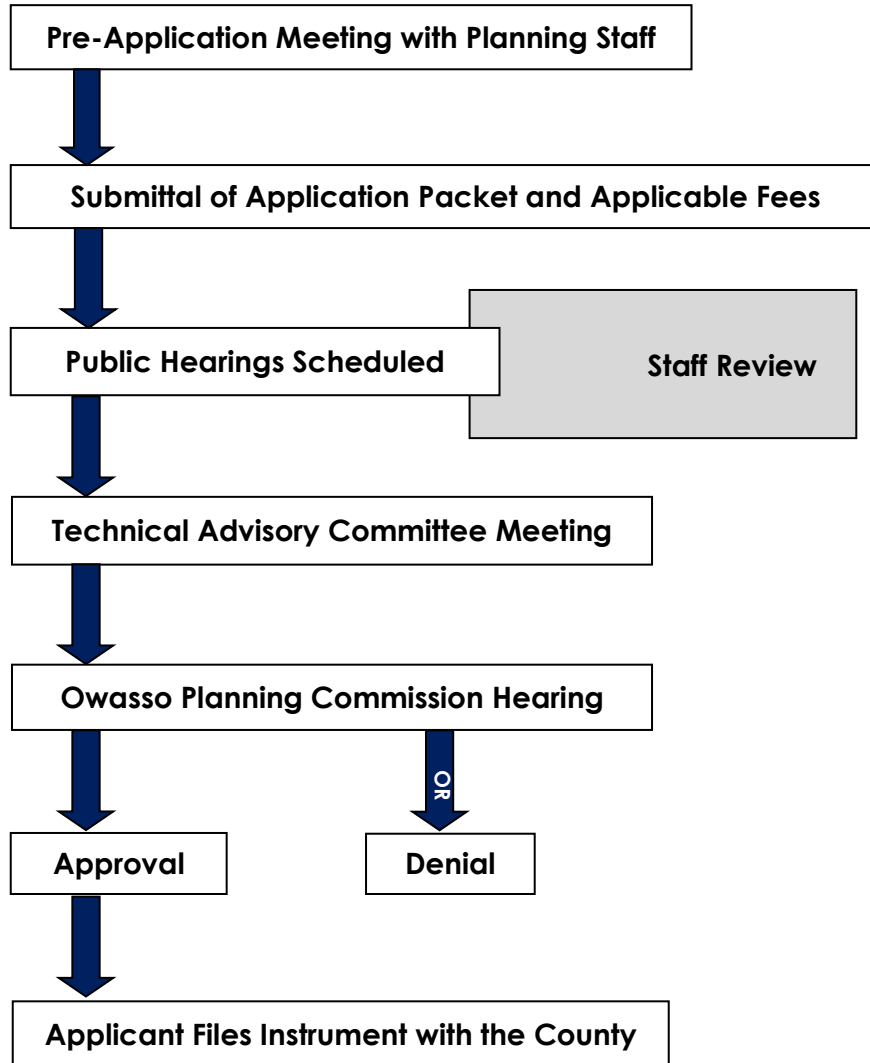 Pre-Application Meeting with Planning Staff
Submittal of Application Packet and Applicable Fees
Public Hearings Scheduled
Staff Review
Technical Advisory Committee Meeting
Owasso Planning Commission Hearing
OR
Approval
Denial
Applicant Files Instrument with the County